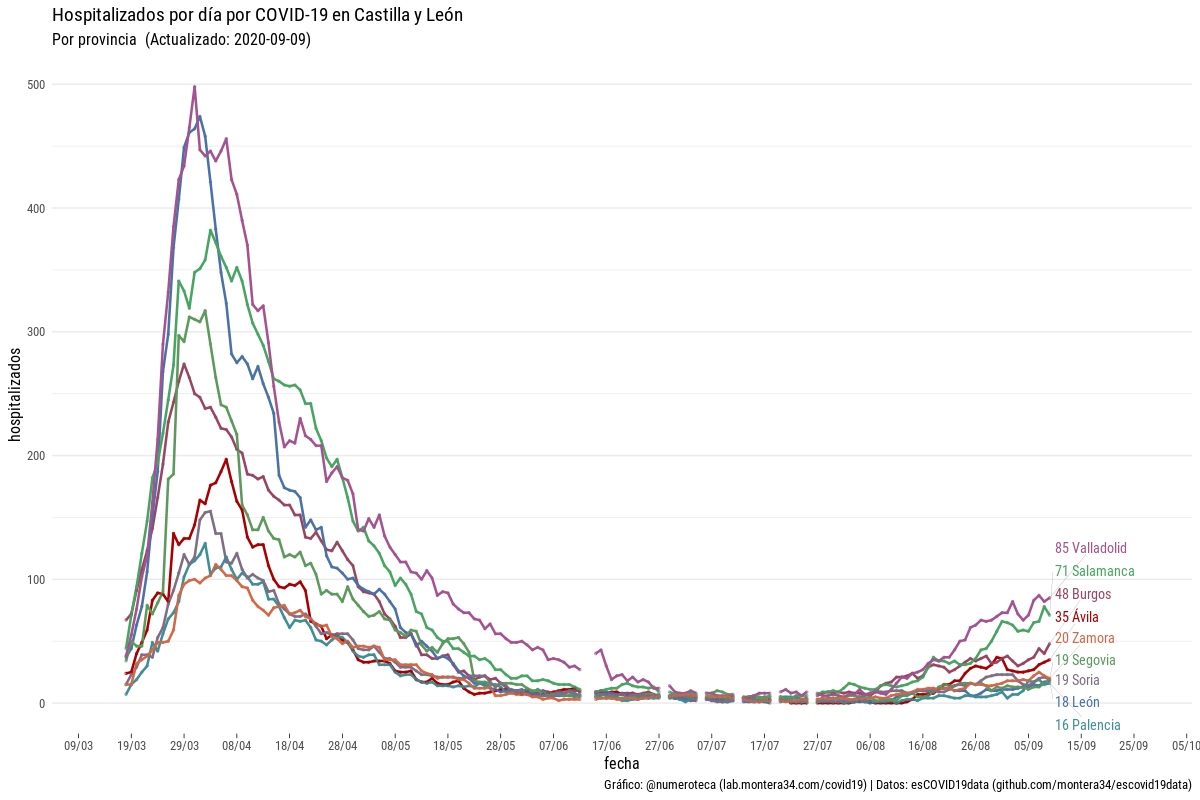 Hospitalizados por día por COVID-19 en Castilla y León
Por provincia (Actualizado: 2020-09-09)
hospitalizados
500
400
300
200
100
0
85 Valladolid
71 Salamanca
48 Burgos
35 Ávila
20 Zamora
19 Segovia
19 Soria
18 León
16 Palencia
09/03 19/03 29/03 08/04 18/04 28/04 08/05 18/05 28/05 07/06 17/06 27/06 07/07 17/07 27/07 06/08 16/08 26/08 05/09 15/09 25/09 05/10
fecha
Gráfico: @numeroteca (lab.montera34.com/covid19) | Datos: esCOVID19data (github.com/montera34/escovid19data)